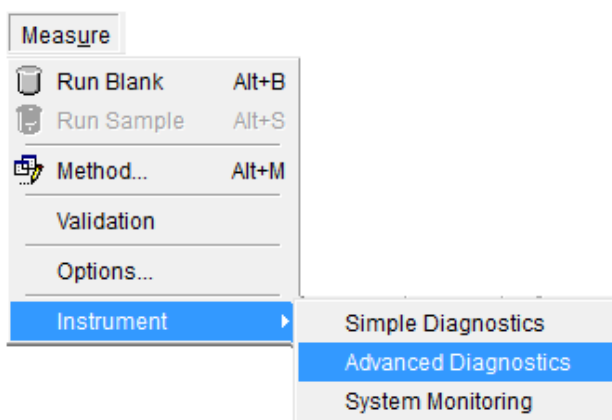 Measure
Run Blank Alt+B
Run Sample Alt+S
Method... Alt+M
Validation
Options...
Instrument
Simple Diagnostics
Advanced Diagnostics
System Monitoring